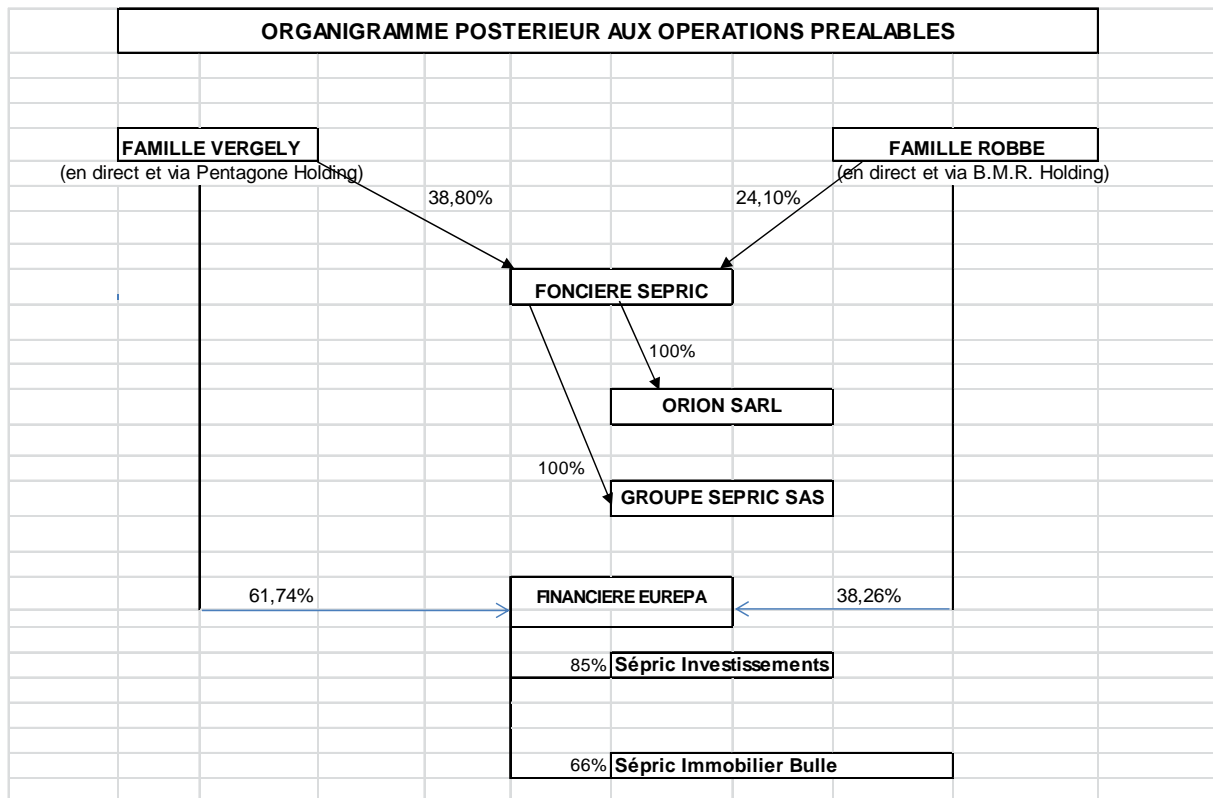 ORGANIGRAMME POSTERIEUR AUX OPERATIONS PREALABLES
FAMILLE VERGELY
(en direct et via Pentagone Holding)
FAMILLE ROBBE
(en direct et via B.M.R. Holding)
38,80%
24,10%
FONCIERE SEPRIC
100%
ORION SARL
100%
GROUPE SEPRIC SAS
61,74%
FINANCIERE EUREPA
38,26%
85% Sépric Investissements
66% Sépric Immobilier Bulle